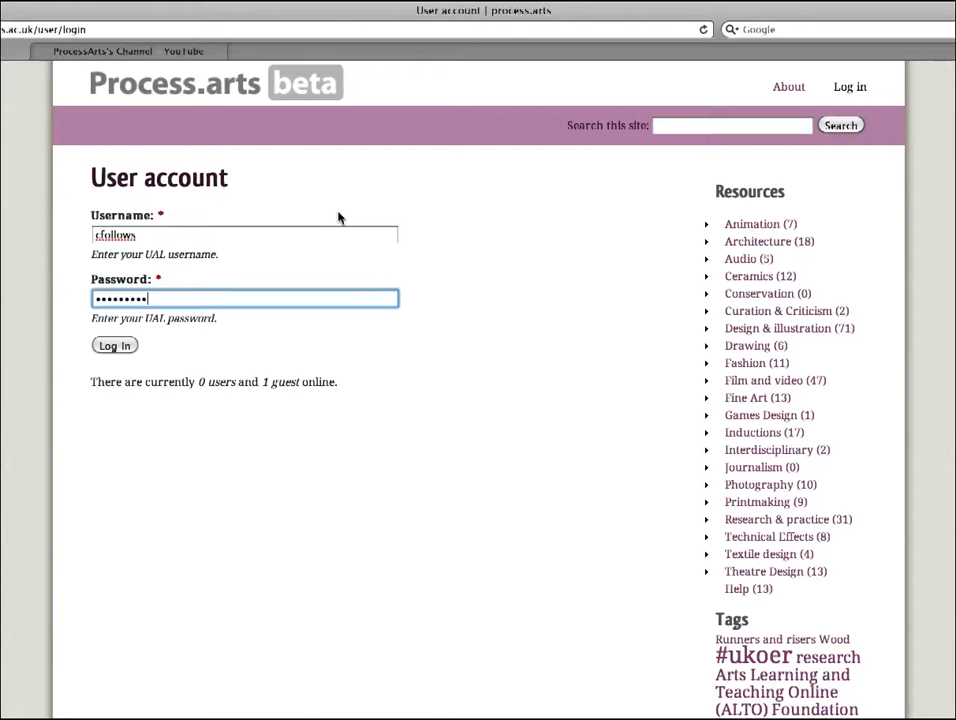 User account | process.arts
s.ac.uk/user/login
Google
ProcessArts's Channel - YouTube
Process.arts beta
About
Log in
Search this site:
Search
User account
Username: *
cfollows
Enter your UAL username.
Password: *
•••••••••
Enter your UAL password.
Log In
There are currently 0 users and 1 guest online.
Resources
Animation (7)
Architecture (18)
Audio (5)
Ceramics (12)
Conservation (0)
Curation & Criticism (2)
Design & illustration (71)
Drawing (6)
Fashion (11)
Film and video (47)
Fine Art (13)
Games Design (1)
Inductions (17)
Interdisciplinary (2)
Journalism (0)
Photography (10)
Printmaking (9)
Research & practice (31)
Technical Effects (8)
Textile design (4)
Theatre Design (13)
Help (13)
Tags
Runners and risers Wood
#ukoer research
Arts Learning and
Teaching Online
(ALTO) Foundation